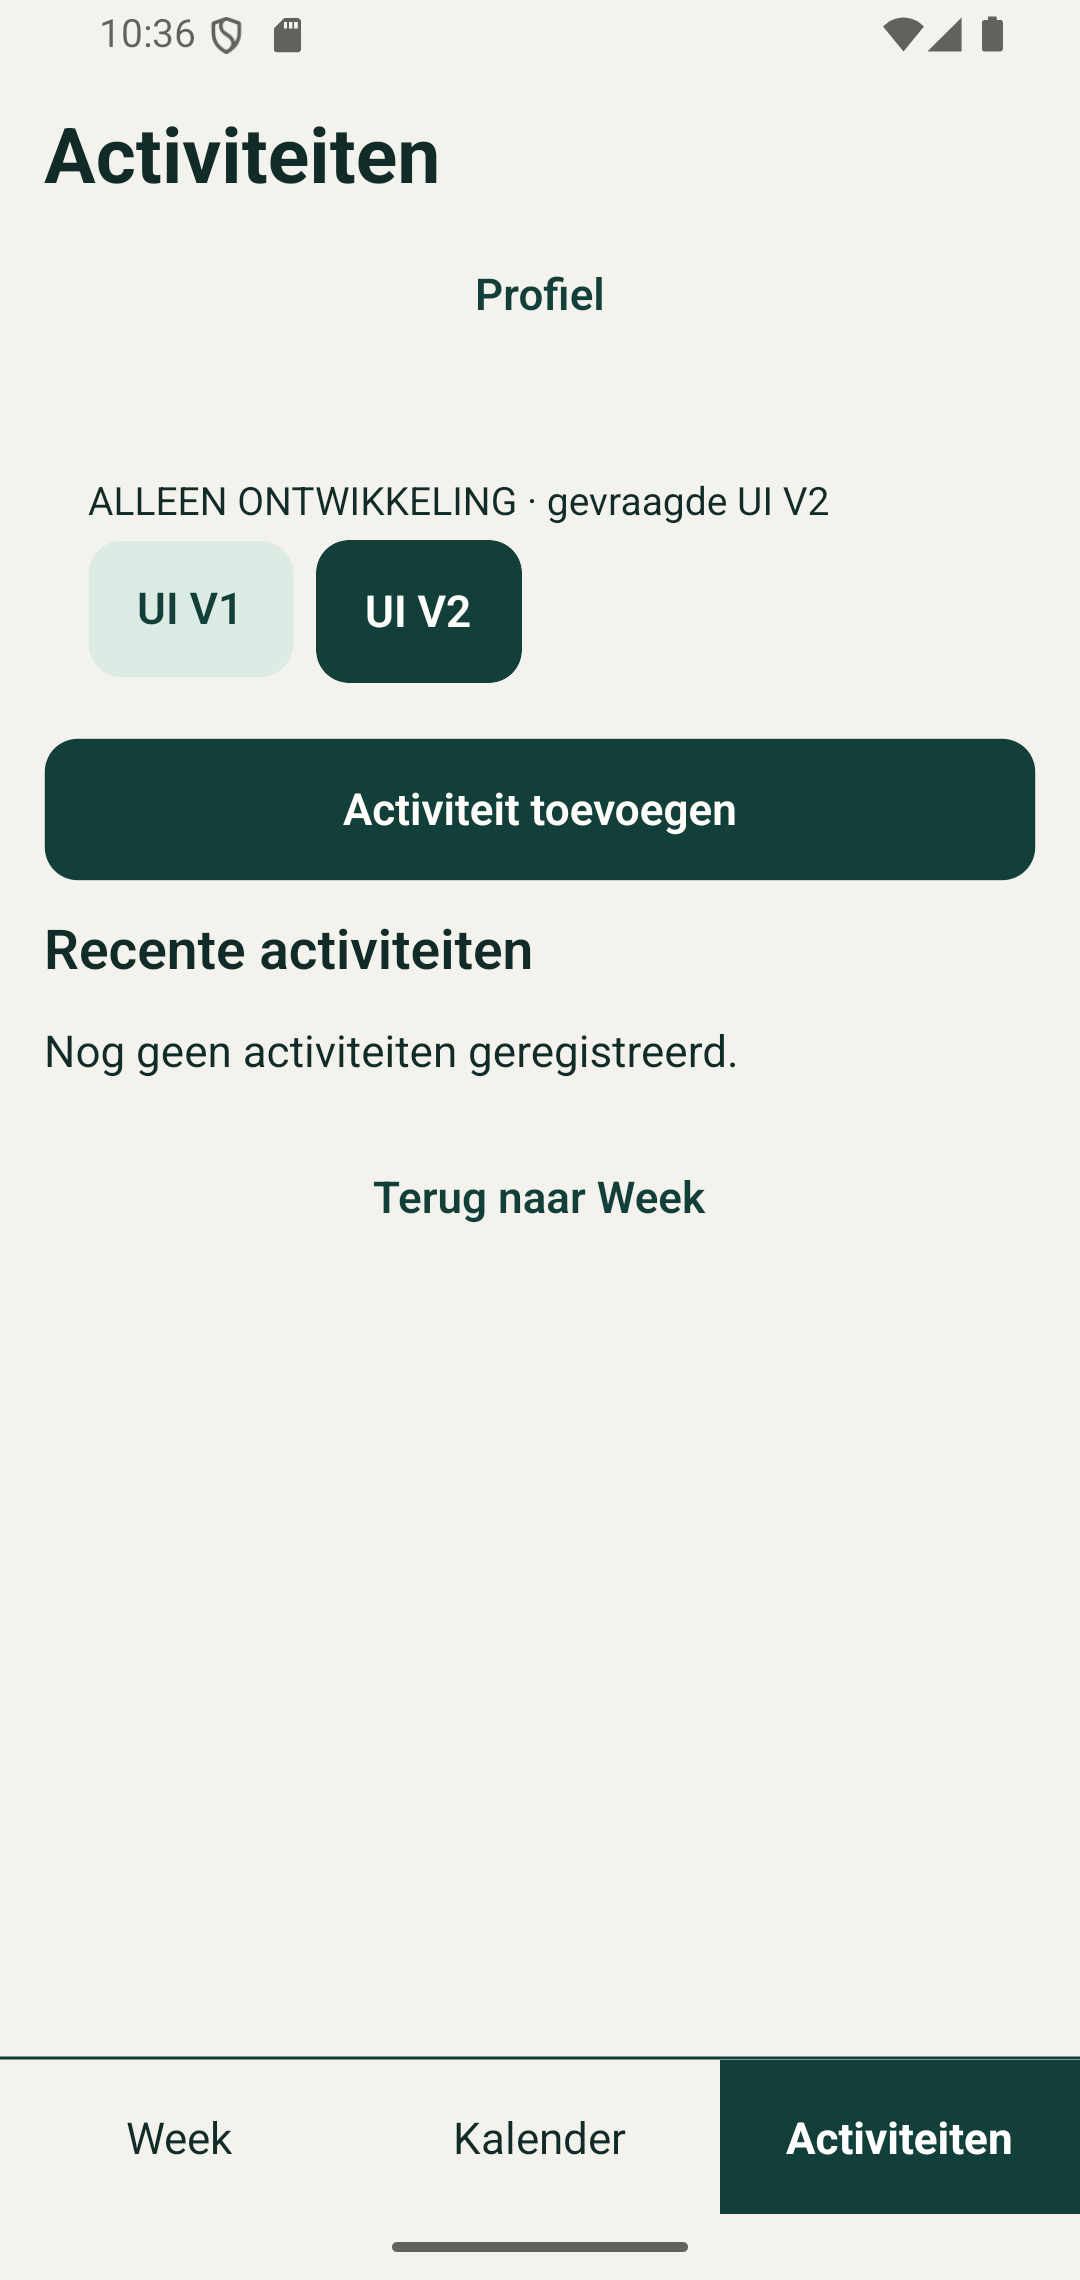 10:36
Activiteiten
Profiel
ALLEEN ONTWIKKELING · gevraagde UI V2
UI V1
UI V2
Activiteit toevoegen
Recente activiteiten
Nog geen activiteiten geregistreerd.
Terug naar Week
Week
Kalender
Activiteiten